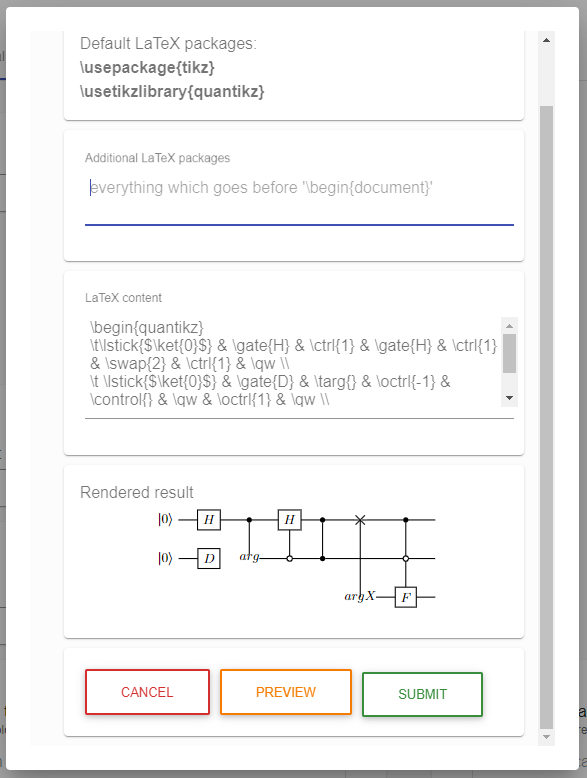 Default LaTeX packages:
\usepackage{tikz}
\usetikzlibrary{quantikz}
Additional LaTeX packages
everything which goes before '\begin{document}'
LaTeX content
\begin{quantikz}
\t\lstick{$\ket{0}$} & \gate{H} & \ctrl{1} & \gate{H} & \ctrl{1}
& \swap{2} & \ctrl{1} & \qw \\
\t \lstick{$\ket{0}$} & \gate{D} & \targ{} & \octrl{-1} &
\control{} & \qw & \octrl{1} & \qw \\
Rendered result
|0⟩ H H
|0⟩ D arg
argX F
CANCEL PREVIEW SUBMIT